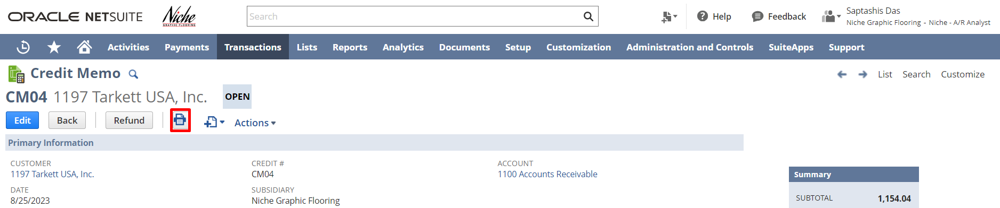 ORACLE NETSUITE
Niche
GRAPHIC FLOORING
Search
Help
Feedback
Saptashis Das
Niche Graphic Flooring - Niche - A/R Analyst
Activities Payments Transactions Lists Reports Analytics Documents Setup Customization Administration and Controls SuiteApps Support
Credit Memo
List Search Customize
CM04 1197 Tarkett USA, Inc. OPEN
Edit Back Refund Actions
Primary Information
CUSTOMER
1197 Tarkett USA, Inc.
CREDIT #
CM04
ACCOUNT
1100 Accounts Receivable
DATE
8/25/2023
SUBSIDIARY
Niche Graphic Flooring
Summary
SUBTOTAL 1,154.04